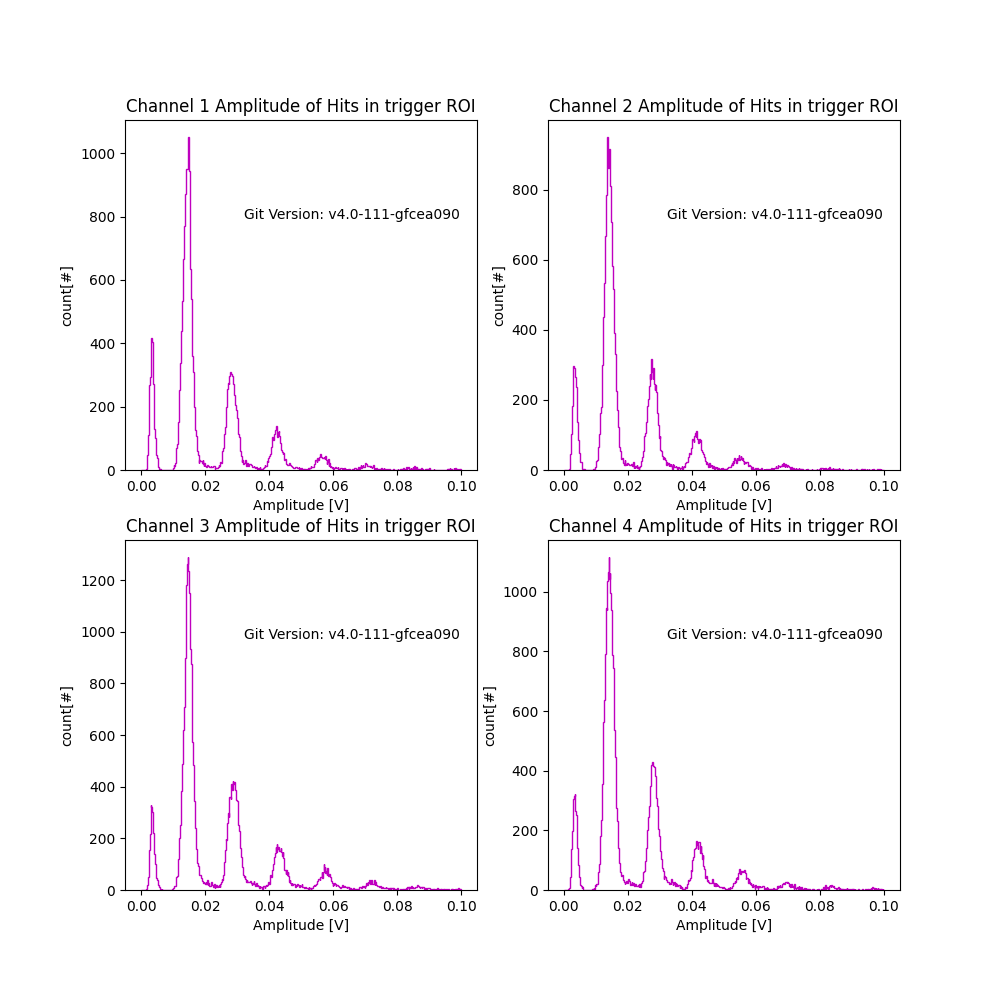 Channel 1 Amplitude of Hits in trigger ROI
1000
800
600
400
200
0
count[#]
Git Version: v4.0-111-gfcea090
0.00 0.02 0.04 0.06 0.08 0.10
Amplitude [V]
Channel 2 Amplitude of Hits in trigger ROI
800
600
400
200
0
count[#]
Git Version: v4.0-111-gfcea090
0.00 0.02 0.04 0.06 0.08 0.10
Amplitude [V]
Channel 3 Amplitude of Hits in trigger ROI
1200
1000
800
600
400
200
0
count[#]
Git Version: v4.0-111-gfcea090
0.00 0.02 0.04 0.06 0.08 0.10
Amplitude [V]
Channel 4 Amplitude of Hits in trigger ROI
1000
800
600
400
200
0
count[#]
Git Version: v4.0-111-gfcea090
0.00 0.02 0.04 0.06 0.08 0.10
Amplitude [V]